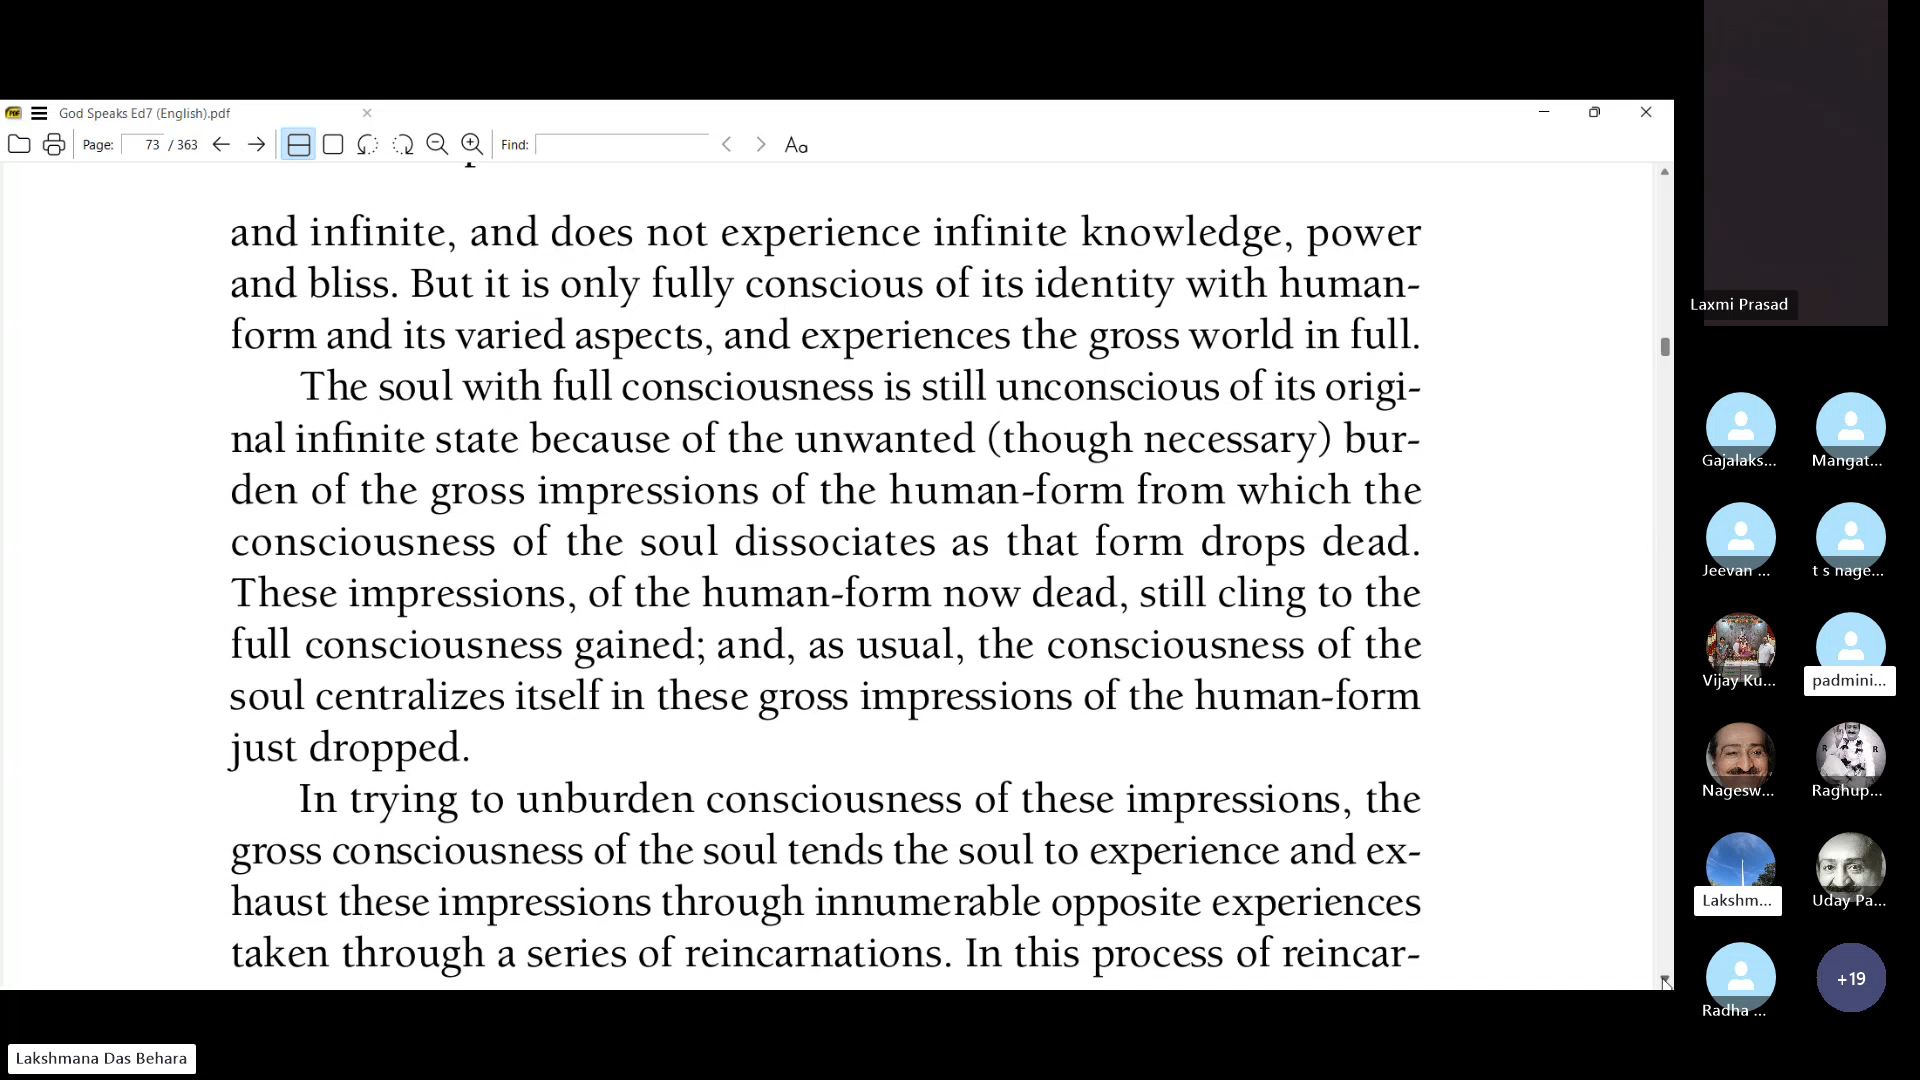 God Speaks Ed7 (English).pdf
Page: 73 / 363
Find:
Aa
and infinite, and does not experience infinite knowledge, power
and bliss. But it is only fully conscious of its identity with human-
form and its varied aspects, and experiences the gross world in full.
The soul with full consciousness is still unconscious of its origi-
nal infinite state because of the unwanted (though necessary) bur-
den of the gross impressions of the human-form from which the
consciousness of the soul dissociates as that form drops dead.
These impressions, of the human-form now dead, still cling to the
full consciousness gained; and, as usual, the consciousness of the
soul centralizes itself in these gross impressions of the human-form
just dropped.
In trying to unburden consciousness of these impressions, the
gross consciousness of the soul tends the soul to experience and ex-
haust these impressions through innumerable opposite experiences
taken through a series of reincarnations. In this process of reincar-
Laxmi Prasad
Gajalaks... Mangat...
Jeevan ... t s nage...
Vijay Ku... padmini...
Nagesw... Raghup...
Lakshm... Uday Pa...
Radha ... +19
Lakshmana Das Behara